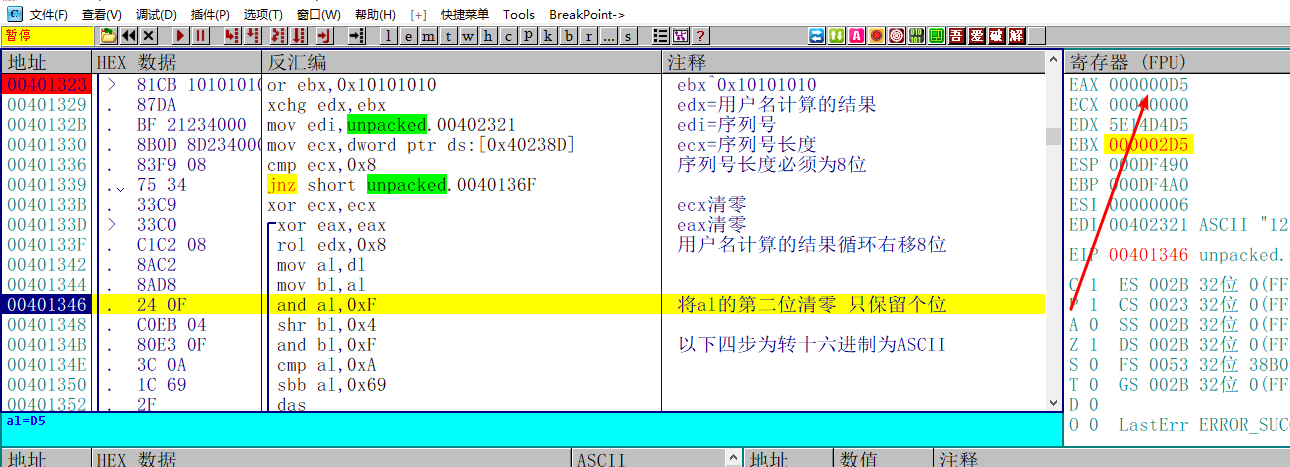 C 文件(F) 查看(V) 调试(D) 插件(P) 选项(T) 窗口(W) 帮助(H) [+] 快捷菜单 Tools BreakPoint->
暂停 l e m t w h c p k b r ... s ? 吾 爱 破 解
地址 HEX 数据 反汇编 注释 寄存器 (FPU)
00401323 > 81CB 10101010 or ebx,0x10101010 ebx^0x10101010 EAX 000000D5
00401329 . 87DA xchg edx,ebx edx=用户名计算的结果 ECX 00000000
0040132B . BF 21234000 mov edi,unpacked.00402321 edi=序列号 EDX 5E14D4D5
00401330 . 8B0D 8D234000 mov ecx,dword ptr ds:[0x40238D] ecx=序列号长度 EBX 000002D5
00401336 . 83F9 08 cmp ecx,0x8 序列号长度必须为8位 ESP 000DF490
00401339 .. 75 34 jnz short unpacked.0040136F EBP 000DF4A0
0040133B . 33C9 xor ecx,ecx ecx清零 ESI 00000006
0040133D > 33C0 xor eax,eax eax清零 EDI 00402321 ASCII "12
0040133F . C1C2 08 rol edx,0x8 用户名计算的结果循环右移8位
00401342 . 8AC2 mov al,dl EIP 00401346 unpacked.
00401344 . 8AD8 mov bl,al C 1 ES 002B 32位 0(FF
00401346 . 24 0F and al,0xF 将al的第二位清零 只保留个位 P 1 CS 0023 32位 0(FF
00401348 . C0EB 04 shr bl,0x4 A 0 SS 002B 32位 0(FF
0040134B . 80E3 0F and bl,0xF 以下四步为转十六进制为ASCII Z 1 DS 002B 32位 0(FF
0040134E . 3C 0A cmp al,0xA S 0 FS 0053 32位 38B0
00401350 . 1C 69 sbb al,0x69 T 0 GS 002B 32位 0(FF
00401352 . 2F das D 0
al=D5 O 0 LastErr ERROR_SUC
地址 HEX 数据 ASCII 地址 数值 注释